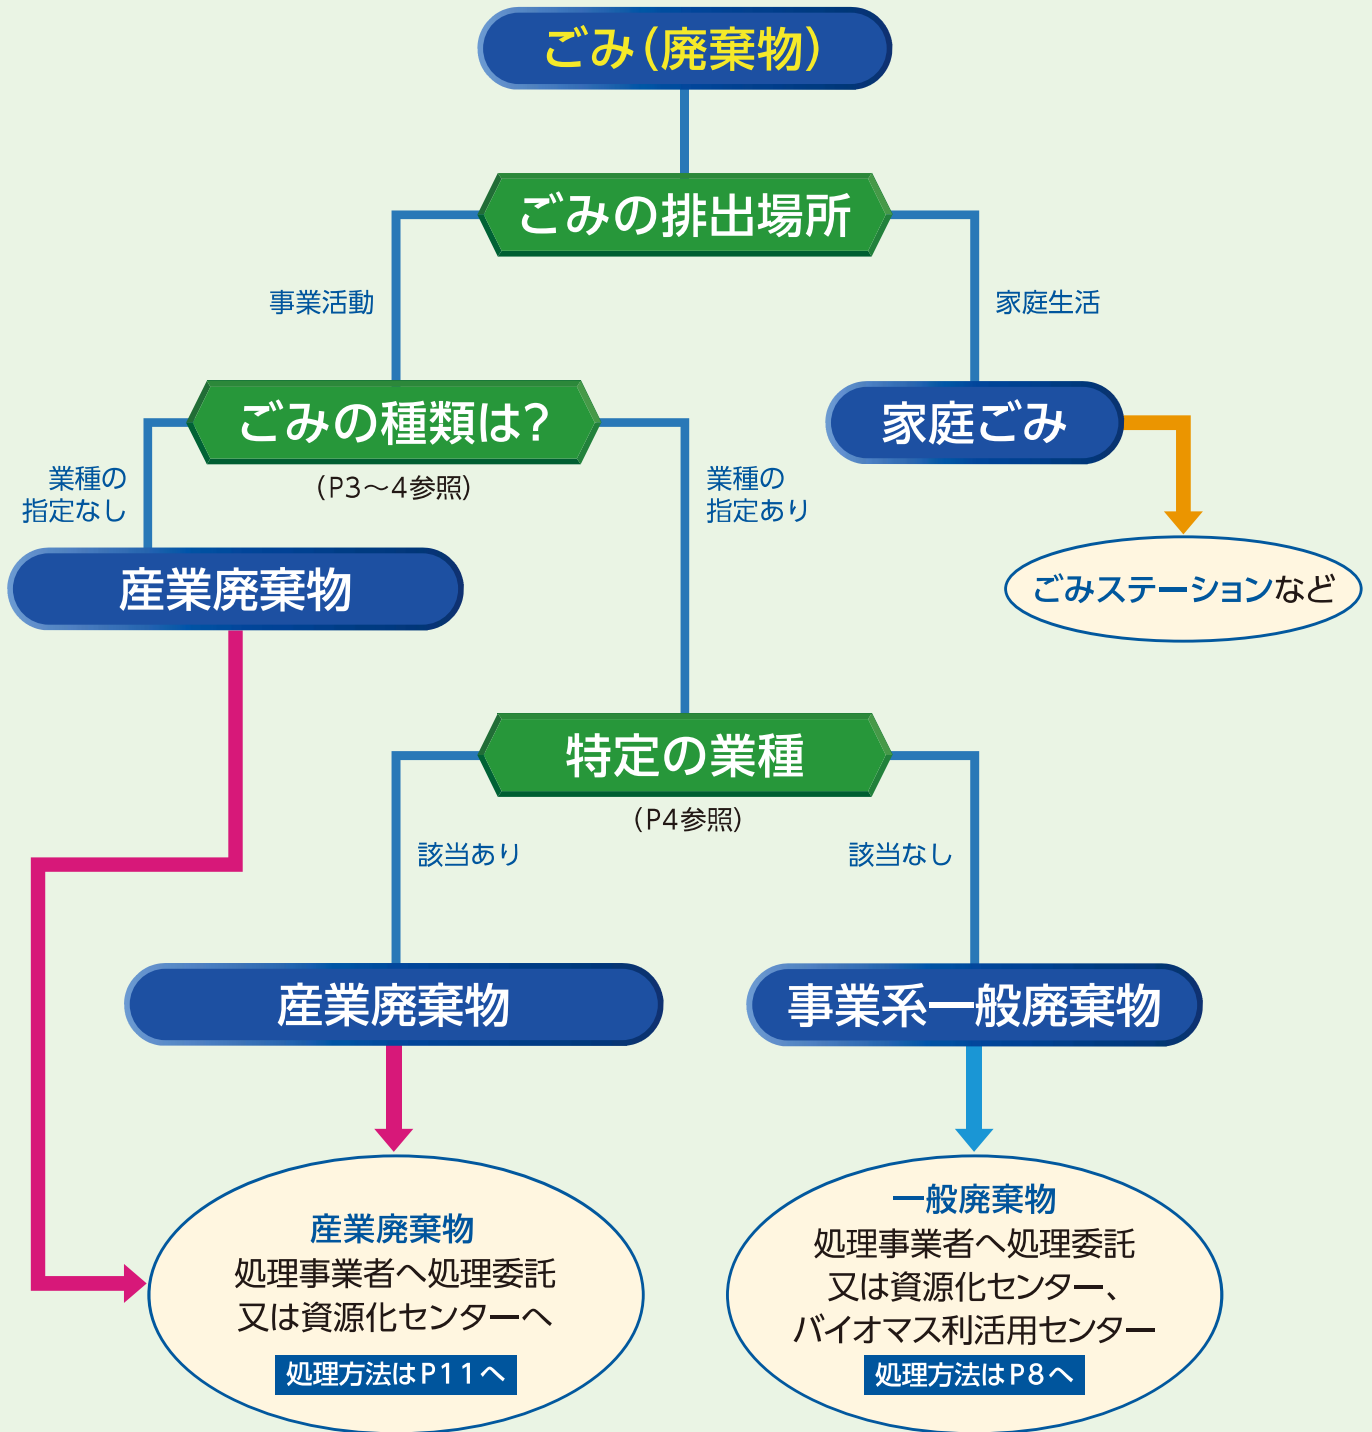 ごみ（廃棄物）
ごみの排出場所
事業活動
家庭生活
ごみの種類は？
家庭ごみ
（P3～4参照）
業種の
指定なし
業種の
指定あり
産業廃棄物
ごみステーションなど
特定の業種
（P4参照）
該当あり
該当なし
産業廃棄物
事業系一般廃棄物
産業廃棄物
処理事業者へ処理委託
又は資源化センターへ
処理方法はP11へ
一般廃棄物
処理事業者へ処理委託
又は資源化センター、
バイオマス利活用センター
処理方法はP8へ